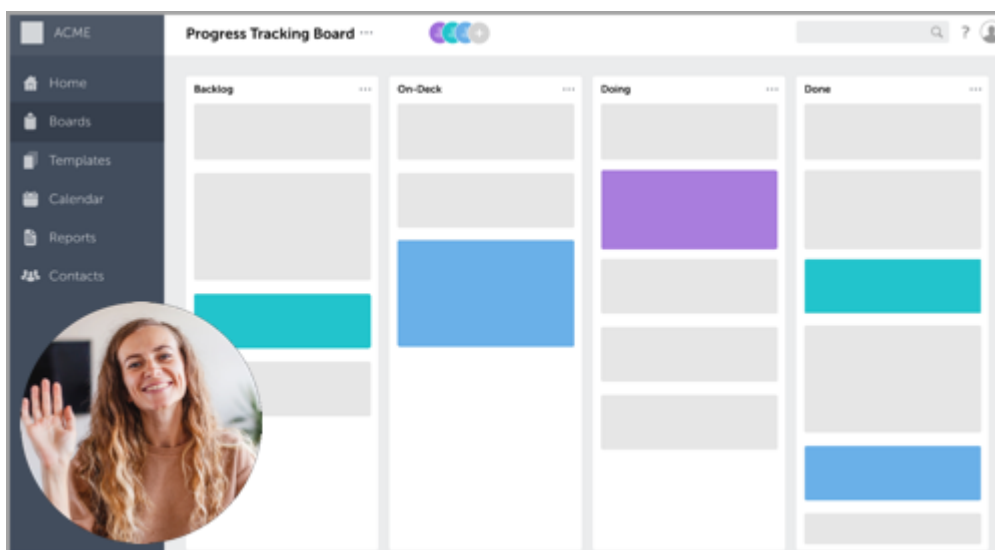 ACME
Progress Tracking Board ...
?
Home
Boards
Templates
Calendar
Reports
Contacts
Backlog ...
On-Deck ...
Doing ...
Done ...